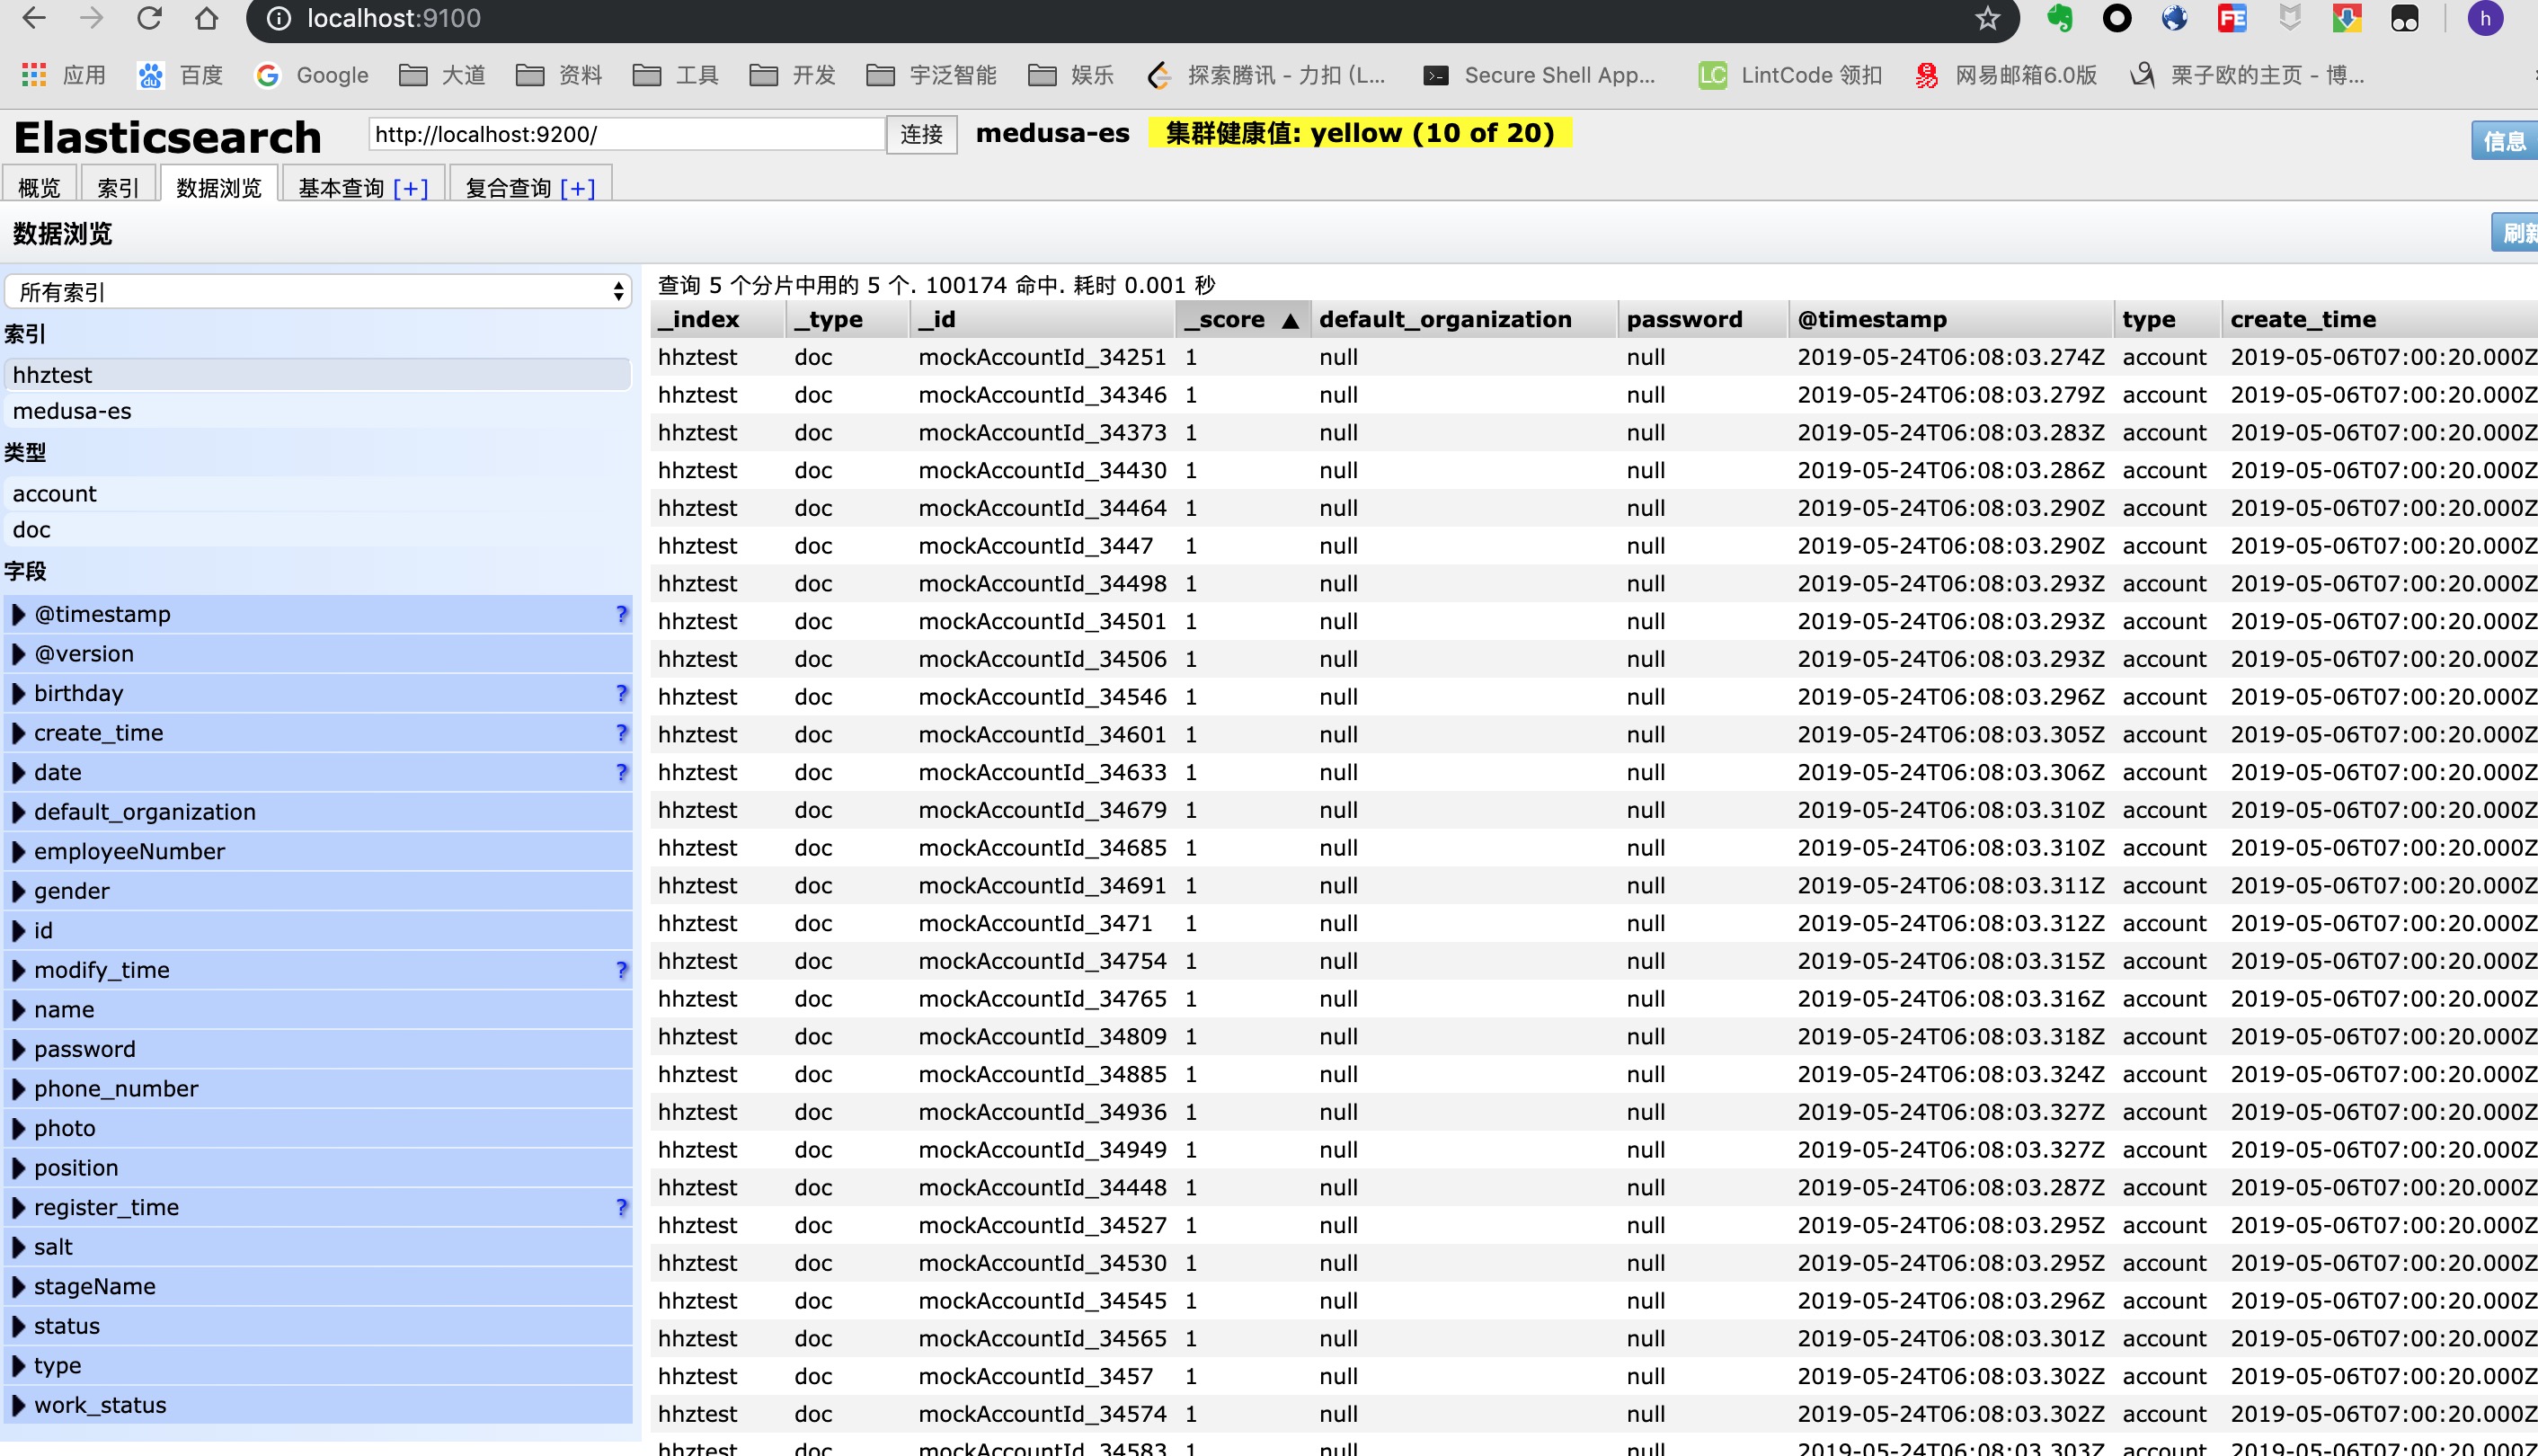 localhost:9100
h
应用 百度 Google 大道 资料 工具 开发 宇泛智能 娱乐 探索腾讯 - 力扣 (L... Secure Shell App... LintCode 领扣 网易邮箱6.0版 栗子欧的主页 - 博...
Elasticsearch http://localhost:9200/ 连接 medusa-es 集群健康值: yellow (10 of 20) 信息
概览 索引 数据浏览 基本查询 [+] 复合查询 [+]
数据浏览 刷新
所有索引
索引
hhztest
medusa-es
类型
account
doc
字段
@timestamp ?
@version
birthday ?
create_time ?
date ?
default_organization
employeeNumber
gender
id
modify_time ?
name
password
phone_number
photo
position
register_time ?
salt
stageName
status
type
work_status
查询 5 个分片中用的 5 个. 100174 命中. 耗时 0.001 秒
_index _type _id _score ▲ default_organization password @timestamp type create_time
hhztest doc mockAccountId_34251 1 null null 2019-05-24T06:08:03.274Z account 2019-05-06T07:00:20.000Z
hhztest doc mockAccountId_34346 1 null null 2019-05-24T06:08:03.279Z account 2019-05-06T07:00:20.000Z
hhztest doc mockAccountId_34373 1 null null 2019-05-24T06:08:03.283Z account 2019-05-06T07:00:20.000Z
hhztest doc mockAccountId_34430 1 null null 2019-05-24T06:08:03.286Z account 2019-05-06T07:00:20.000Z
hhztest doc mockAccountId_34464 1 null null 2019-05-24T06:08:03.290Z account 2019-05-06T07:00:20.000Z
hhztest doc mockAccountId_3447 1 null null 2019-05-24T06:08:03.290Z account 2019-05-06T07:00:20.000Z
hhztest doc mockAccountId_34498 1 null null 2019-05-24T06:08:03.293Z account 2019-05-06T07:00:20.000Z
hhztest doc mockAccountId_34501 1 null null 2019-05-24T06:08:03.293Z account 2019-05-06T07:00:20.000Z
hhztest doc mockAccountId_34506 1 null null 2019-05-24T06:08:03.293Z account 2019-05-06T07:00:20.000Z
hhztest doc mockAccountId_34546 1 null null 2019-05-24T06:08:03.296Z account 2019-05-06T07:00:20.000Z
hhztest doc mockAccountId_34601 1 null null 2019-05-24T06:08:03.305Z account 2019-05-06T07:00:20.000Z
hhztest doc mockAccountId_34633 1 null null 2019-05-24T06:08:03.306Z account 2019-05-06T07:00:20.000Z
hhztest doc mockAccountId_34679 1 null null 2019-05-24T06:08:03.310Z account 2019-05-06T07:00:20.000Z
hhztest doc mockAccountId_34685 1 null null 2019-05-24T06:08:03.310Z account 2019-05-06T07:00:20.000Z
hhztest doc mockAccountId_34691 1 null null 2019-05-24T06:08:03.311Z account 2019-05-06T07:00:20.000Z
hhztest doc mockAccountId_3471 1 null null 2019-05-24T06:08:03.312Z account 2019-05-06T07:00:20.000Z
hhztest doc mockAccountId_34754 1 null null 2019-05-24T06:08:03.315Z account 2019-05-06T07:00:20.000Z
hhztest doc mockAccountId_34765 1 null null 2019-05-24T06:08:03.316Z account 2019-05-06T07:00:20.000Z
hhztest doc mockAccountId_34809 1 null null 2019-05-24T06:08:03.318Z account 2019-05-06T07:00:20.000Z
hhztest doc mockAccountId_34885 1 null null 2019-05-24T06:08:03.324Z account 2019-05-06T07:00:20.000Z
hhztest doc mockAccountId_34936 1 null null 2019-05-24T06:08:03.327Z account 2019-05-06T07:00:20.000Z
hhztest doc mockAccountId_34949 1 null null 2019-05-24T06:08:03.327Z account 2019-05-06T07:00:20.000Z
hhztest doc mockAccountId_34448 1 null null 2019-05-24T06:08:03.287Z account 2019-05-06T07:00:20.000Z
hhztest doc mockAccountId_34527 1 null null 2019-05-24T06:08:03.295Z account 2019-05-06T07:00:20.000Z
hhztest doc mockAccountId_34530 1 null null 2019-05-24T06:08:03.295Z account 2019-05-06T07:00:20.000Z
hhztest doc mockAccountId_34545 1 null null 2019-05-24T06:08:03.296Z account 2019-05-06T07:00:20.000Z
hhztest doc mockAccountId_34565 1 null null 2019-05-24T06:08:03.301Z account 2019-05-06T07:00:20.000Z
hhztest doc mockAccountId_3457 1 null null 2019-05-24T06:08:03.302Z account 2019-05-06T07:00:20.000Z
hhztest doc mockAccountId_34574 1 null null 2019-05-24T06:08:03.302Z account 2019-05-06T07:00:20.000Z
hhztest doc mockAccountId_34583 1 null null 2019-05-24T06:08:03.303Z account 2019-05-06T07:00:20.000Z